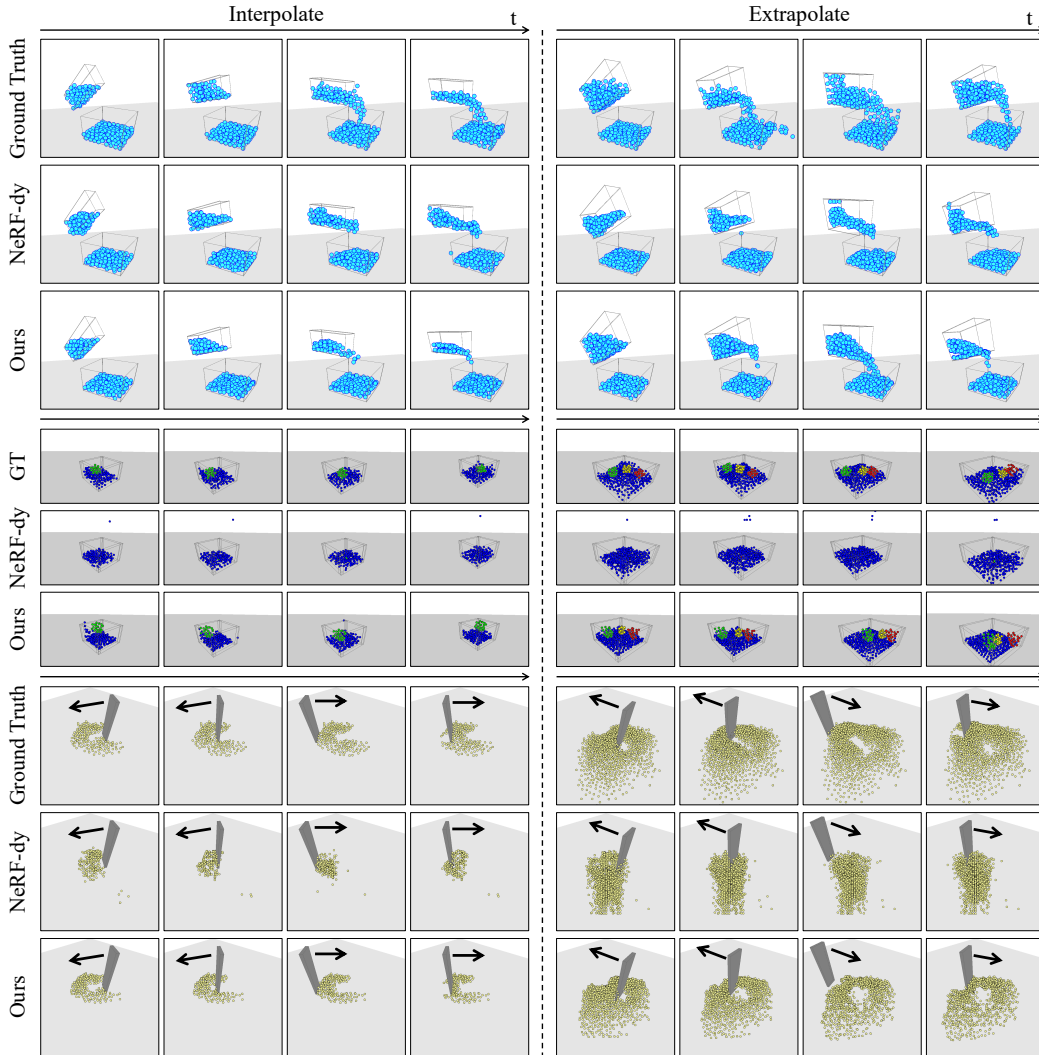 Interpolate
t
Extrapolate
t
Ground Truth
NeRF-dy
Ours
GT
NeRF-dy
Ours
Ground Truth
NeRF-dy
Ours